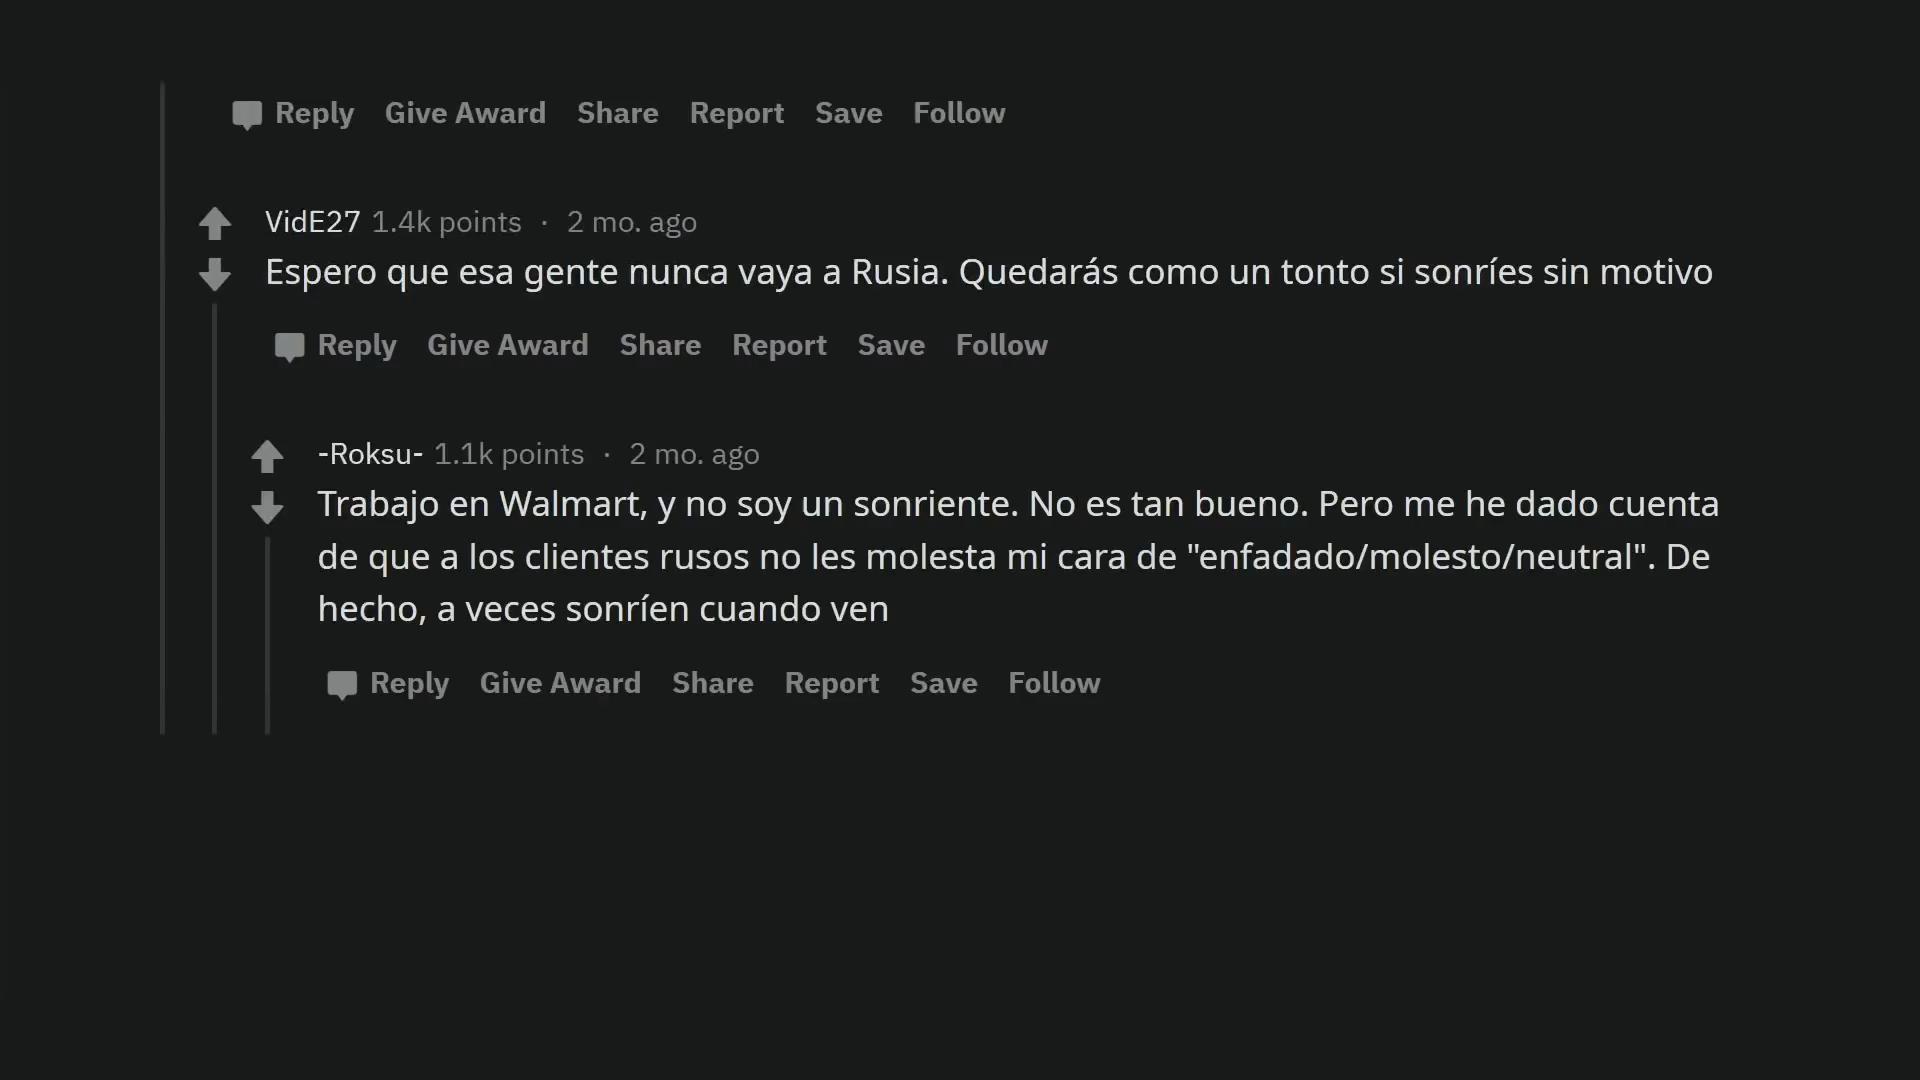 Reply Give Award Share Report Save Follow
VidE27 1.4k points · 2 mo. ago
Espero que esa gente nunca vaya a Rusia. Quedarás como un tonto si sonríes sin motivo
Reply Give Award Share Report Save Follow
-Roksu- 1.1k points · 2 mo. ago
Trabajo en Walmart, y no soy un sonriente. No es tan bueno. Pero me he dado cuenta
de que a los clientes rusos no les molesta mi cara de "enfadado/molesto/neutral". De
hecho, a veces sonríen cuando ven
Reply Give Award Share Report Save Follow